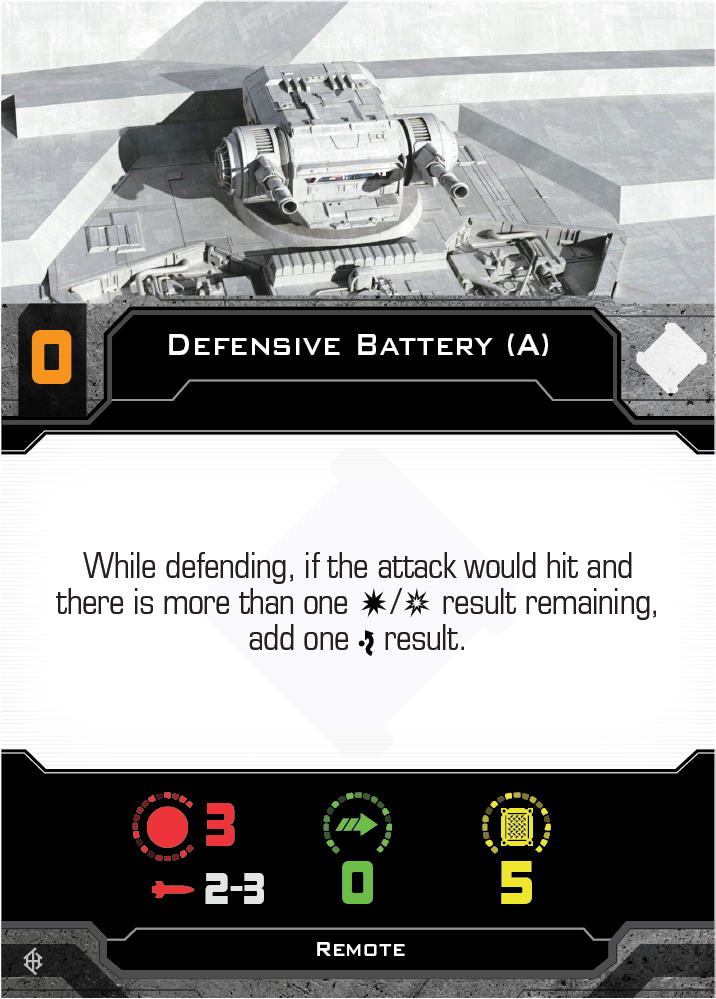 0
DEFENSIVE BATTERY (A)
While defending, if the attack would hit and
there is more than one / result remaining,
add one result.
3
2-3
0
5
REMOTE